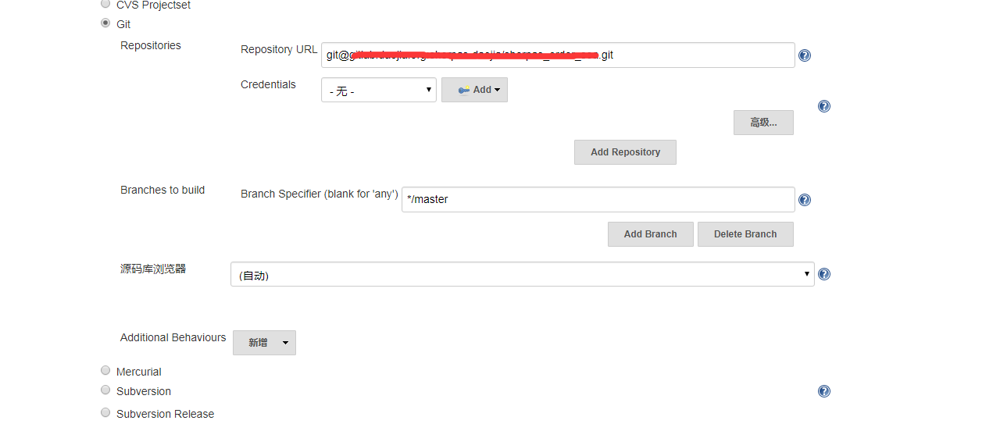 CVS Projectset
Git
Repositories
Repository URL
git@
.git
Credentials
- 无 -
Add
高级...
Add Repository
Branches to build
Branch Specifier (blank for 'any')
*/master
Add Branch
Delete Branch
源码库浏览器
(自动)
Additional Behaviours
新增
Mercurial
Subversion
Subversion Release